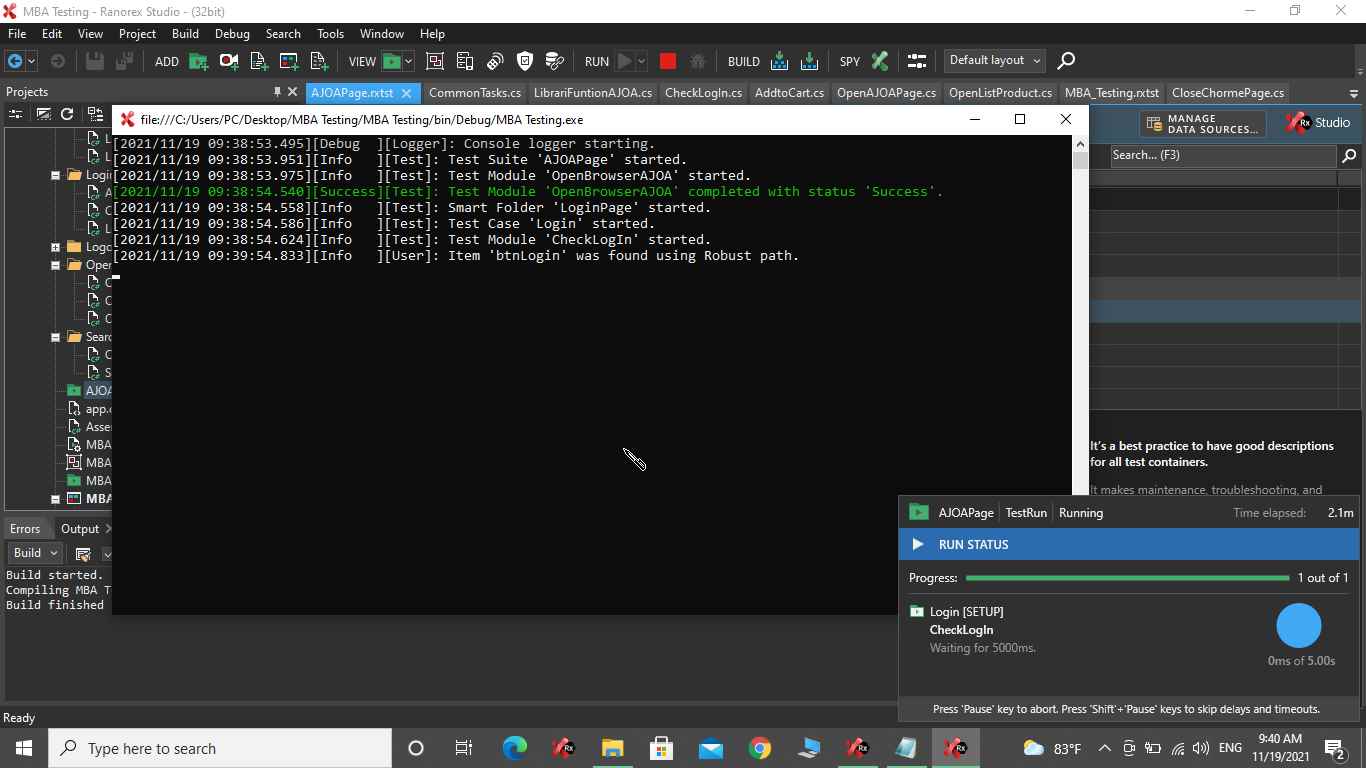 MBA Testing - Ranorex Studio - (32bit)
File Edit View Project Build Debug Search Tools Window Help
ADD VIEW RUN BUILD SPY Default layout
Projects
AJOAPage.rxtst CommonTasks.cs LibrariFuntionAJOA.cs CheckLogIn.cs AddtoCart.cs OpenAJOAPage.cs OpenListProduct.cs MBA_Testing.rxtst CloseChormePage.cs
file:///C:/Users/PC/Desktop/MBA Testing/MBA Testing/bin/Debug/MBA Testing.exe
MANAGE
DATA SOURCES...
Rx Studio
Search... (F3)
[2021/11/19 09:38:53.495][Debug  ][Logger]: Console logger starting.
[2021/11/19 09:38:53.951][Info   ][Test]: Test Suite 'AJOAPage' started.
[2021/11/19 09:38:53.975][Info   ][Test]: Test Module 'OpenBrowserAJOA' started.
[2021/11/19 09:38:54.540][Success][Test]: Test Module 'OpenBrowserAJOA' completed with status 'Success'.
[2021/11/19 09:38:54.558][Info   ][Test]: Smart Folder 'LoginPage' started.
[2021/11/19 09:38:54.586][Info   ][Test]: Test Case 'Login' started.
[2021/11/19 09:38:54.624][Info   ][Test]: Test Module 'CheckLogIn' started.
[2021/11/19 09:39:54.833][Info   ][User]: Item 'btnLogin' was found using Robust path.
L
L
Logi
A
C
L
Logo
Oper
C
C
C
Searc
C
S
AJOA
app.c
Asse
MBA
MBA
MBA
MBA
It's a best practice to have good descriptions
for all test containers.
It makes maintenance, troubleshooting, and
Errors Output
Build
Build started.
Compiling MBA T
Build finished
AJOAPage TestRun Running Time elapsed: 2.1m
RUN STATUS
Progress: 1 out of 1
Login [SETUP]
CheckLogIn
Waiting for 5000ms.
0ms of 5.00s
Press 'Pause' key to abort. Press 'Shift'+'Pause' keys to skip delays and timeouts.
Ready
Type here to search
83°F
ENG
9:40 AM
11/19/2021
2